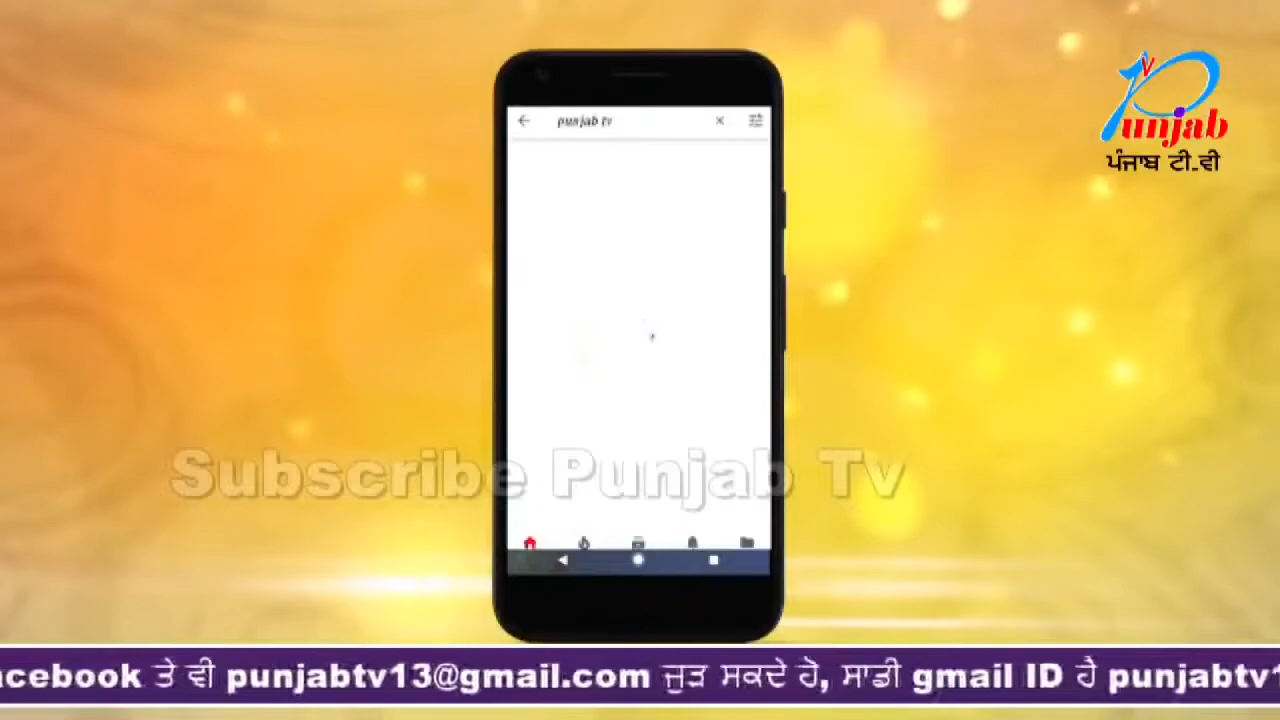 punjab tv
Punjab
ਪੰਜਾਬ ਟੀ.ਵੀ
Subscribe Punjab Tv
acebook ਤੇ ਵੀ punjabtv13@gmail.com ਜੁੜ ਸਕਦੇ ਹੋ, ਸਾਡੀ gmail ID ਹੈ punjabtv1